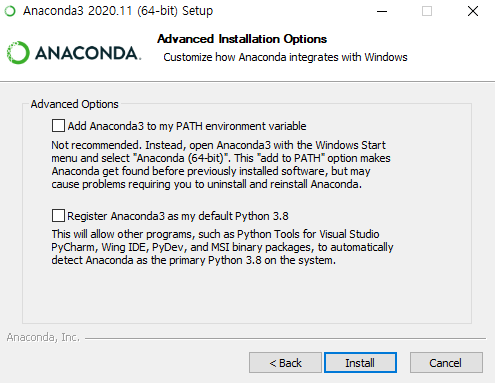 Anaconda3 2020.11 (64-bit) Setup
Advanced Installation Options
Customize how Anaconda integrates with Windows
ANACONDA.
Advanced Options
Add Anaconda3 to my PATH environment variable
Not recommended. Instead, open Anaconda3 with the Windows Start
menu and select "Anaconda (64-bit)". This "add to PATH" option makes
Anaconda get found before previously installed software, but may
cause problems requiring you to uninstall and reinstall Anaconda.
Register Anaconda3 as my default Python 3.8
This will allow other programs, such as Python Tools for Visual Studio
PyCharm, Wing IDE, PyDev, and MSI binary packages, to automatically
detect Anaconda as the primary Python 3.8 on the system.
Anaconda, Inc.
< Back
Install
Cancel